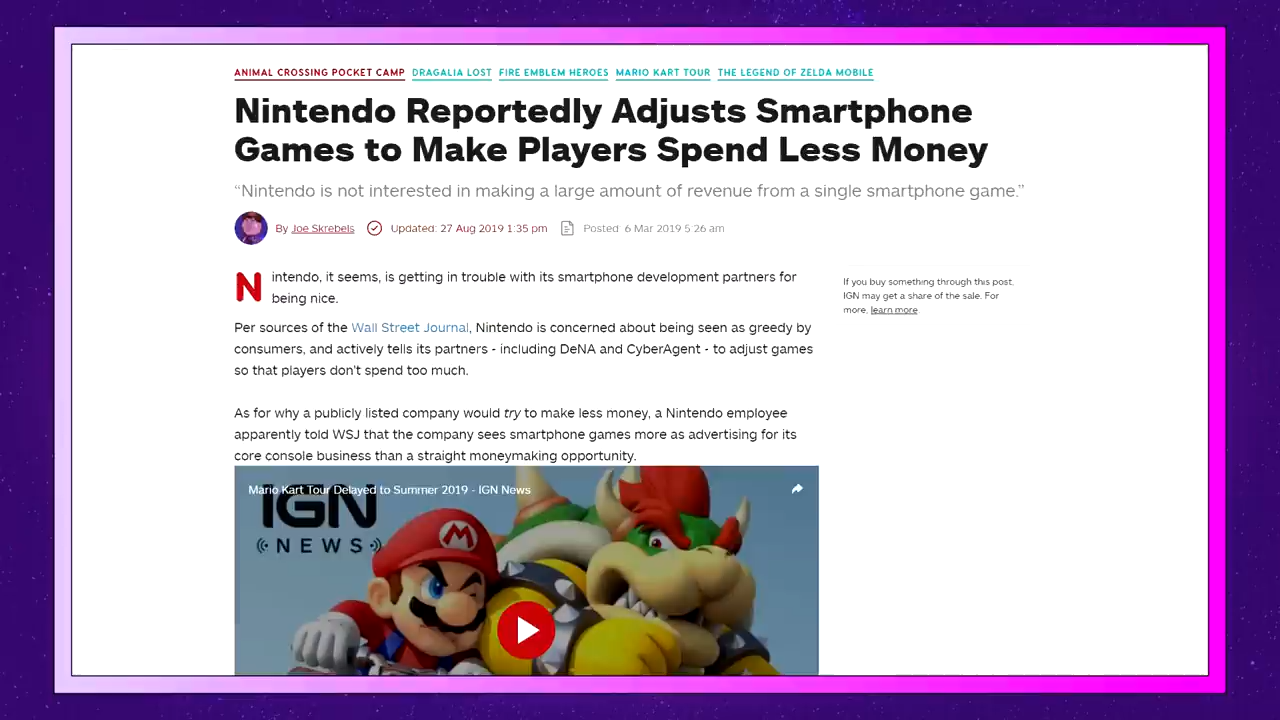 ANIMAL CROSSING POCKET CAMP DRAGALIA LOST FIRE EMBLEM HEROES MARIO KART TOUR THE LEGEND OF ZELDA MOBILE
Nintendo Reportedly Adjusts Smartphone
Games to Make Players Spend Less Money
“Nintendo is not interested in making a large amount of revenue from a single smartphone game.”
By Joe Skrebels Updated: 27 Aug 2019 1:35 pm Posted: 6 Mar 2019 5:26 am
Nintendo, it seems, is getting in trouble with its smartphone development partners for
being nice.
Per sources of the Wall Street Journal, Nintendo is concerned about being seen as greedy by
consumers, and actively tells its partners - including DeNA and CyberAgent - to adjust games
so that players don't spend too much.
As for why a publicly listed company would try to make less money, a Nintendo employee
apparently told WSJ that the company sees smartphone games more as advertising for its
core console business than a straight moneymaking opportunity.
If you buy something through this post,
IGN may get a share of the sale. For
more, learn more.
Mario Kart Tour Delayed to Summer 2019 - IGN News
IGN
NEWS
M